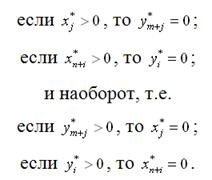 если x*_j > 0, то y*_{m+j} = 0;
если x*_{n+i} > 0, то y*_i = 0;
и наоборот, т.е.
если y*_{m+j} > 0, то x*_j = 0;
если y*_i > 0, то x*_{n+i} = 0.